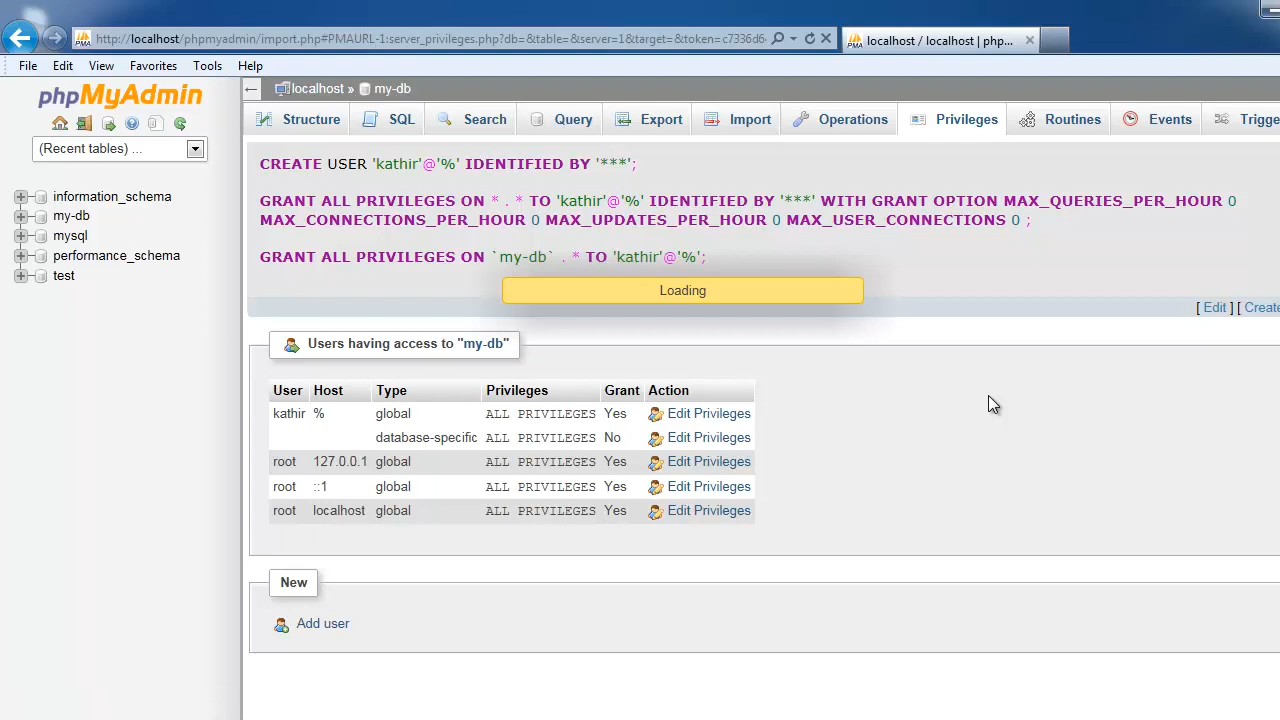 http://localhost/phpmyadmin/import.php#PMAURL-1:server_privileges.php?db=&table=&server=1&target=&token=c7336d6
localhost / localhost | php...
File Edit View Favorites Tools Help
phpMyAdmin
localhost » my-db
Structure SQL Search Query Export Import Operations Privileges Routines Events Trigge
(Recent tables) ...
information_schema
my-db
mysql
performance_schema
test
CREATE USER 'kathir'@'%' IDENTIFIED BY '***';
GRANT ALL PRIVILEGES ON * . * TO 'kathir'@'%' IDENTIFIED BY '***' WITH GRANT OPTION MAX_QUERIES_PER_HOUR 0
MAX_CONNECTIONS_PER_HOUR 0 MAX_UPDATES_PER_HOUR 0 MAX_USER_CONNECTIONS 0 ;
GRANT ALL PRIVILEGES ON `my-db` . * TO 'kathir'@'%';
Loading
[ Edit ] [ Create
Users having access to "my-db"
User Host Type Privileges Grant Action
kathir % global ALL PRIVILEGES Yes Edit Privileges
database-specific ALL PRIVILEGES No Edit Privileges
root 127.0.0.1 global ALL PRIVILEGES Yes Edit Privileges
root ::1 global ALL PRIVILEGES Yes Edit Privileges
root localhost global ALL PRIVILEGES Yes Edit Privileges
New
Add user